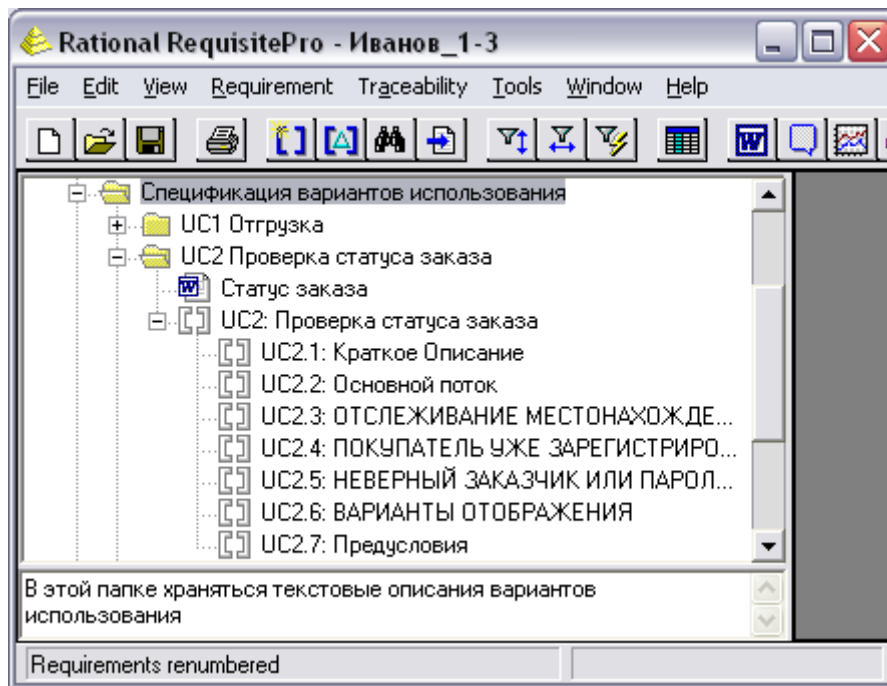 Rational RequisitePro - Иванов_1-3
File Edit View Requirement Traceability Tools Window Help
Спецификация вариантов использования
UC1 Отгрузка
UC2 Проверка статуса заказа
Статус заказа
UC2: Проверка статуса заказа
UC2.1: Краткое Описание
UC2.2: Основной поток
UC2.3: ОТСЛЕЖИВАНИЕ МЕСТОНАХОЖДЕ...
UC2.4: ПОКУПАТЕЛЬ УЖЕ ЗАРЕГИСТРИРО...
UC2.5: НЕВЕРНЫЙ ЗАКАЗЧИК ИЛИ ПАРОЛ...
UC2.6: ВАРИАНТЫ ОТОБРАЖЕНИЯ
UC2.7: Предусловия
В этой папке храняться текстовые описания вариантов
использования
Requirements renumbered